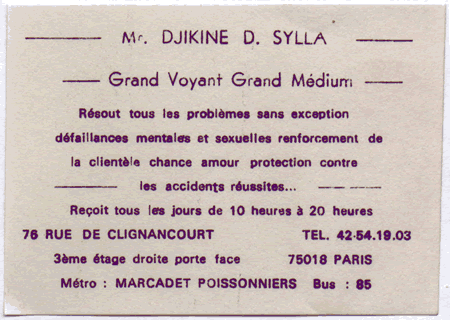 Mr. DJIKINE D. SYLLA
Grand Voyant Grand Médium
Résout tous les problèmes sans exception
défaillances mentales et sexuelles renforcement de
la clientèle chance amour protection contre
les accidents réussites...
Reçoit tous les jours de 10 heures à 20 heures
76 RUE DE CLIGNANCOURT TEL. 42-54.19.03
3ème étage droite porte face 75018 PARIS
Métro : MARCADET POISSONNIERS Bus : 85